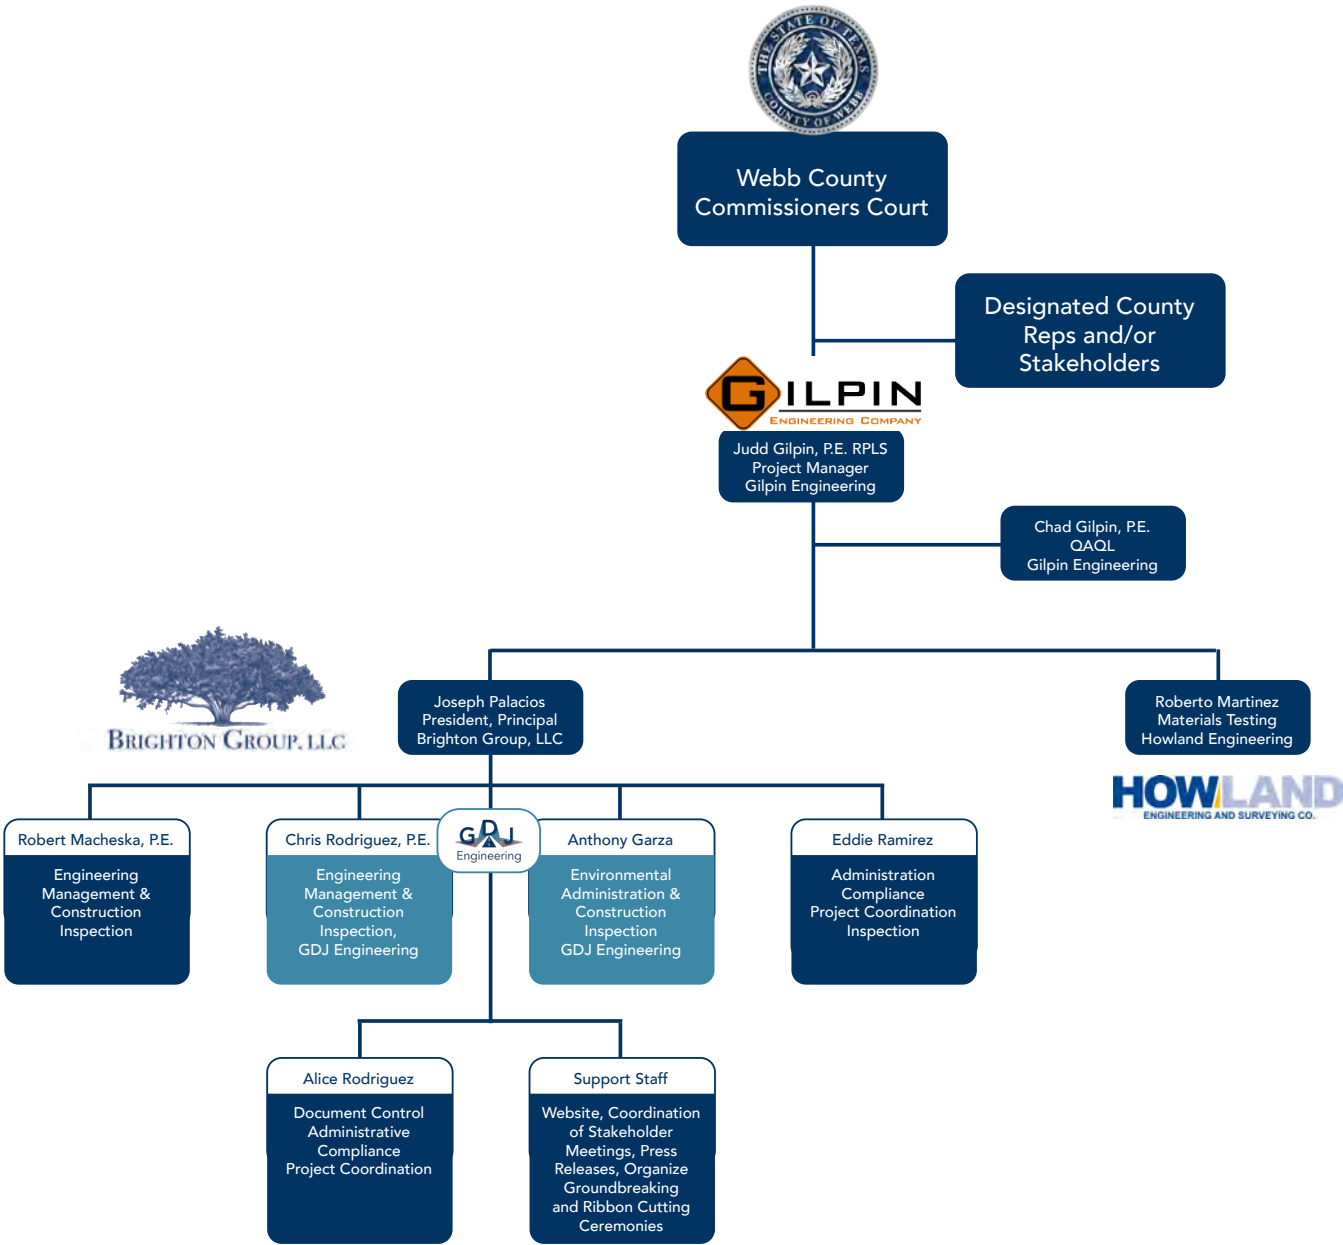 THE STATE OF TEXAS
COUNTY OF WEBB
Webb County
Commissioners Court
Designated County
Reps and/or
Stakeholders
GILPIN
ENGINEERING COMPANY
Judd Gilpin, P.E. RPLS
Project Manager
Gilpin Engineering
Chad Gilpin, P.E.
QAQL
Gilpin Engineering
BRIGHTON GROUP, LLC
Joseph Palacios
President, Principal
Brighton Group, LLC
Roberto Martinez
Materials Testing
Howland Engineering
HOWLAND
ENGINEERING AND SURVEYING CO.
Robert Macheska, P.E.
Engineering
Management &
Construction
Inspection
Chris Rodriguez, P.E.
Engineering
Management &
Construction
Inspection,
GDJ Engineering
GDJ
Engineering
Anthony Garza
Environmental
Administration &
Construction
Inspection
GDJ Engineering
Eddie Ramirez
Administration
Compliance
Project Coordination
Inspection
Alice Rodriguez
Document Control
Administrative
Compliance
Project Coordination
Support Staff
Website, Coordination
of Stakeholder
Meetings, Press
Releases, Organize
Groundbreaking
and Ribbon Cutting
Ceremonies